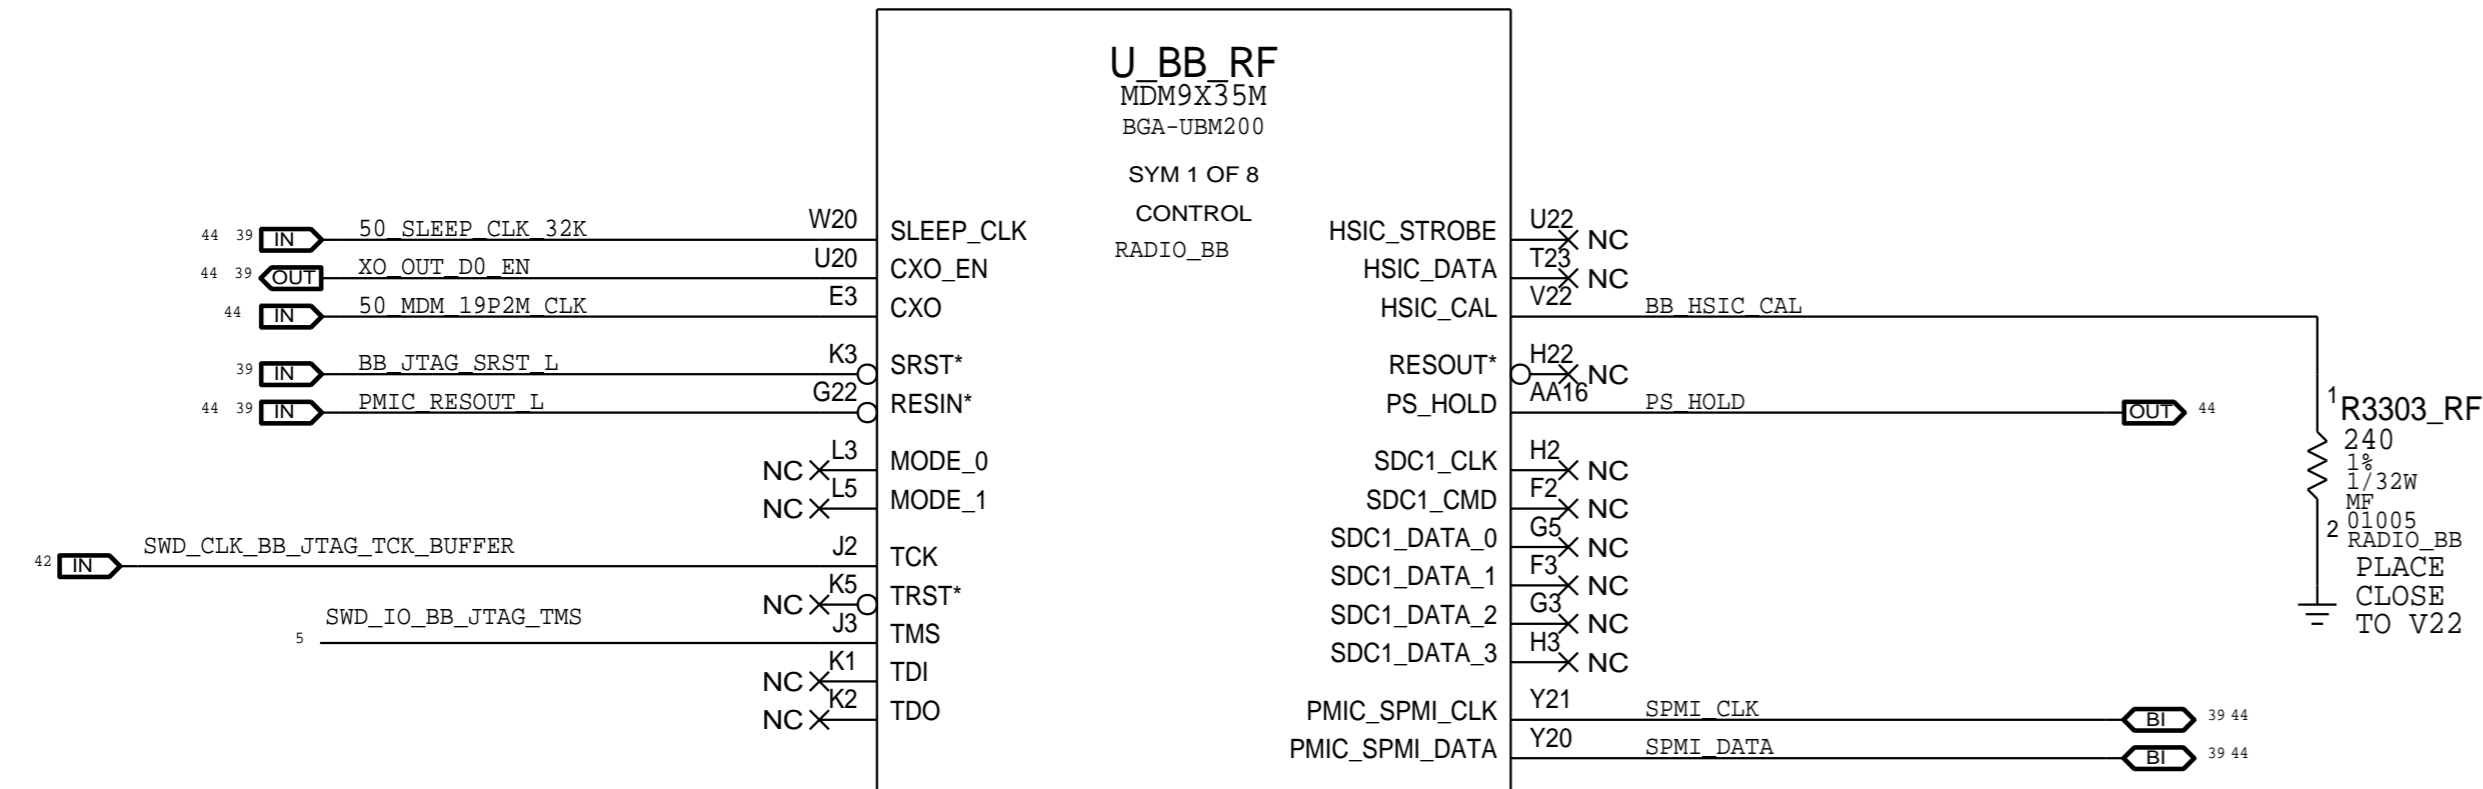 U_BB_RF
MDM9X35M
BGA-UBM200
SYM 1 OF 8
CONTROL
RADIO_BB
44 39 IN 50_SLEEP_CLK_32K W20 SLEEP_CLK
44 39 OUT XO_OUT_D0_EN U20 CXO_EN
44 IN 50_MDM_19P2M_CLK E3 CXO
39 IN BB_JTAG_SRST_L K3 SRST*
44 39 IN PMIC_RESOUT_L G22 RESIN*
NC L3 MODE_0
NC L5 MODE_1
42 IN SWD_CLK_BB_JTAG_TCK_BUFFER J2 TCK
NC K5 TRST*
5 SWD_IO_BB_JTAG_TMS J3 TMS
NC K1 TDI
NC K2 TDO
HSIC_STROBE U22 NC
HSIC_DATA T23 NC
HSIC_CAL V22 BB_HSIC_CAL
RESOUT* H22 NC
PS_HOLD AA16 PS_HOLD OUT 44
SDC1_CLK H2 NC
SDC1_CMD F2 NC
SDC1_DATA_0 G5 NC
SDC1_DATA_1 F3 NC
SDC1_DATA_2 G3 NC
SDC1_DATA_3 H3 NC
PMIC_SPMI_CLK Y21 SPMI_CLK BI 39 44
PMIC_SPMI_DATA Y20 SPMI_DATA BI 39 44
1 R3303_RF
240
1%
1/32W
MF
2 01005
RADIO_BB
PLACE
CLOSE
TO V22